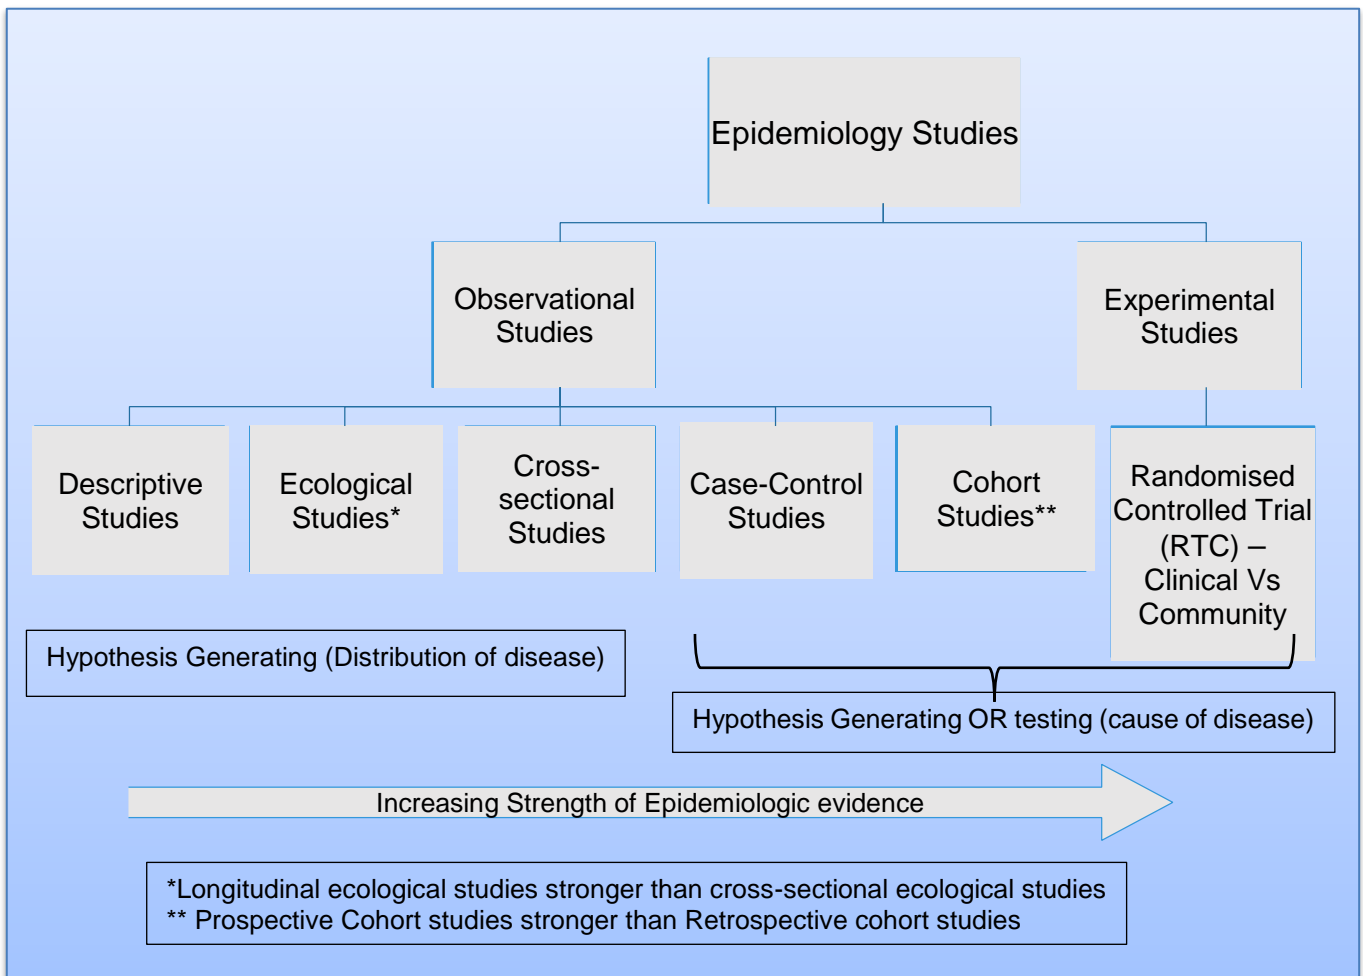 Epidemiology Studies
Observational
Studies
Experimental
Studies
Descriptive
Studies
Ecological
Studies*
Cross-
sectional
Studies
Case-Control
Studies
Cohort
Studies**
Randomised
Controlled Trial
(RTC) –
Clinical Vs
Community
Hypothesis Generating (Distribution of disease)
Hypothesis Generating OR testing (cause of disease)
Increasing Strength of Epidemiologic evidence
*Longitudinal ecological studies stronger than cross-sectional ecological studies
** Prospective Cohort studies stronger than Retrospective cohort studies